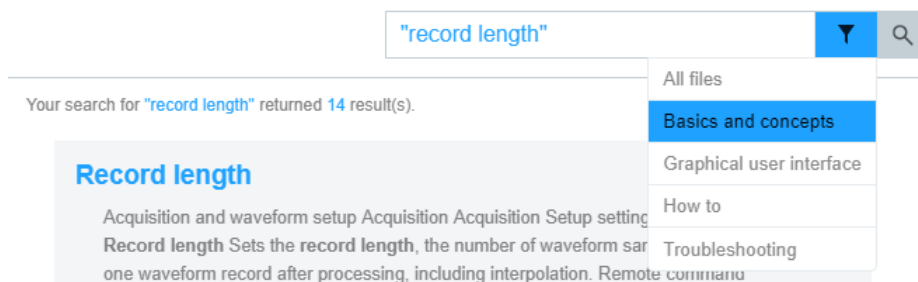 "record length"
All files
Your search for "record length" returned 14 result(s).
Basics and concepts
Graphical user interface
How to
Troubleshooting
Record length
Acquisition and waveform setup Acquisition Acquisition Setup setting
Record length Sets the record length, the number of waveform sar
one waveform record after processing, including interpolation. Remote command